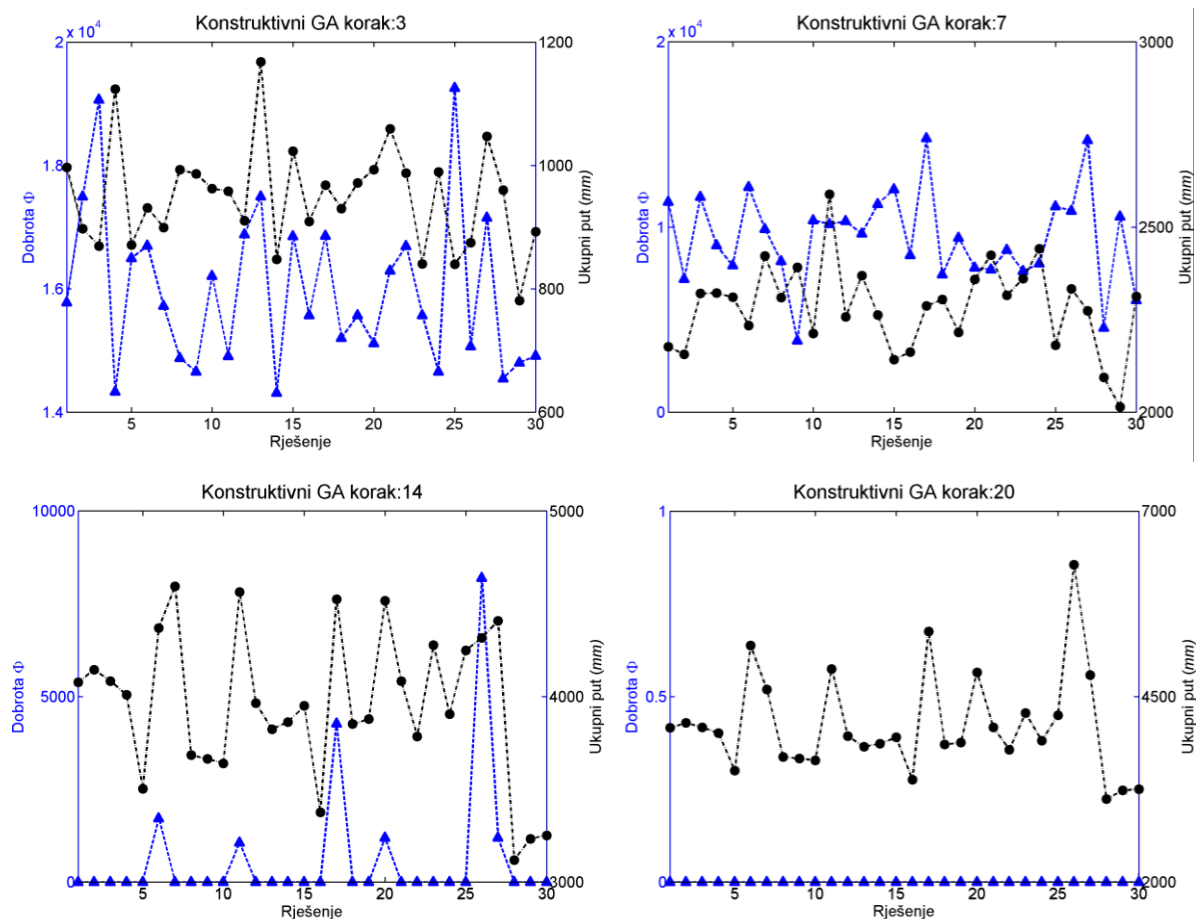 Konstruktivni GA korak:3
2 x 10^4
1.8
1.6
1.4
Dobrota Φ
1200
1000
800
600
Ukupni put (mm)
5 10 15 20 25 30
Rješenje
Konstruktivni GA korak:7
2 x 10^4
1
0
Dobrota Φ
3000
2500
2000
Ukupni put (mm)
5 10 15 20 25 30
Rješenje
Konstruktivni GA korak:14
10000
5000
0
Dobrota Φ
5000
4000
3000
Ukupni put (mm)
5 10 15 20 25 30
Rješenje
Konstruktivni GA korak:20
1
0.5
0
Dobrota Φ
7000
4500
2000
Ukupni put (mm)
5 10 15 20 25 30
Rješenje